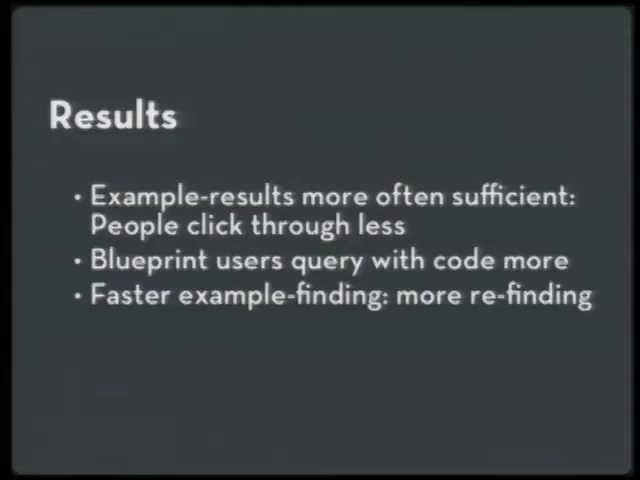 Results
• Example-results more often sufficient:
People click through less
• Blueprint users query with code more
• Faster example-finding: more re-finding